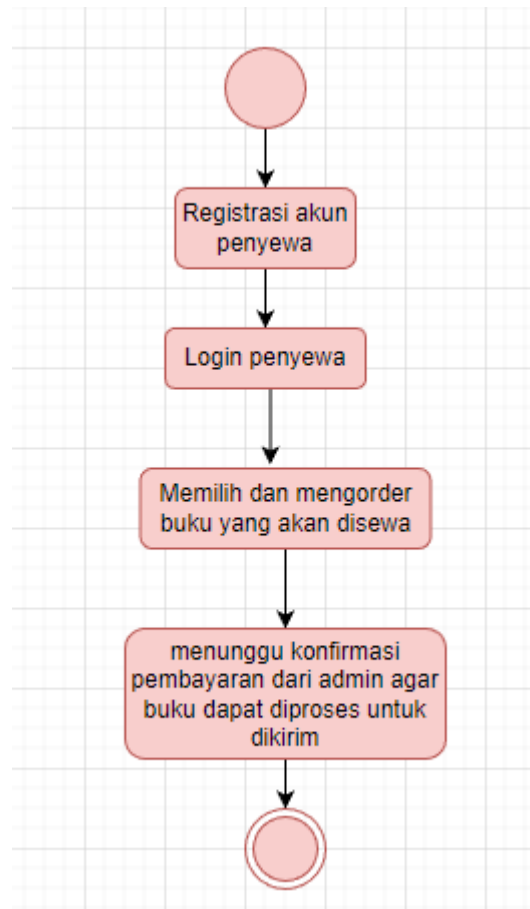 Registrasi akun
penyewa
Login penyewa
Memilih dan mengorder
buku yang akan disewa
menunggu konfirmasi
pembayaran dari admin agar
buku dapat diproses untuk
dikirim